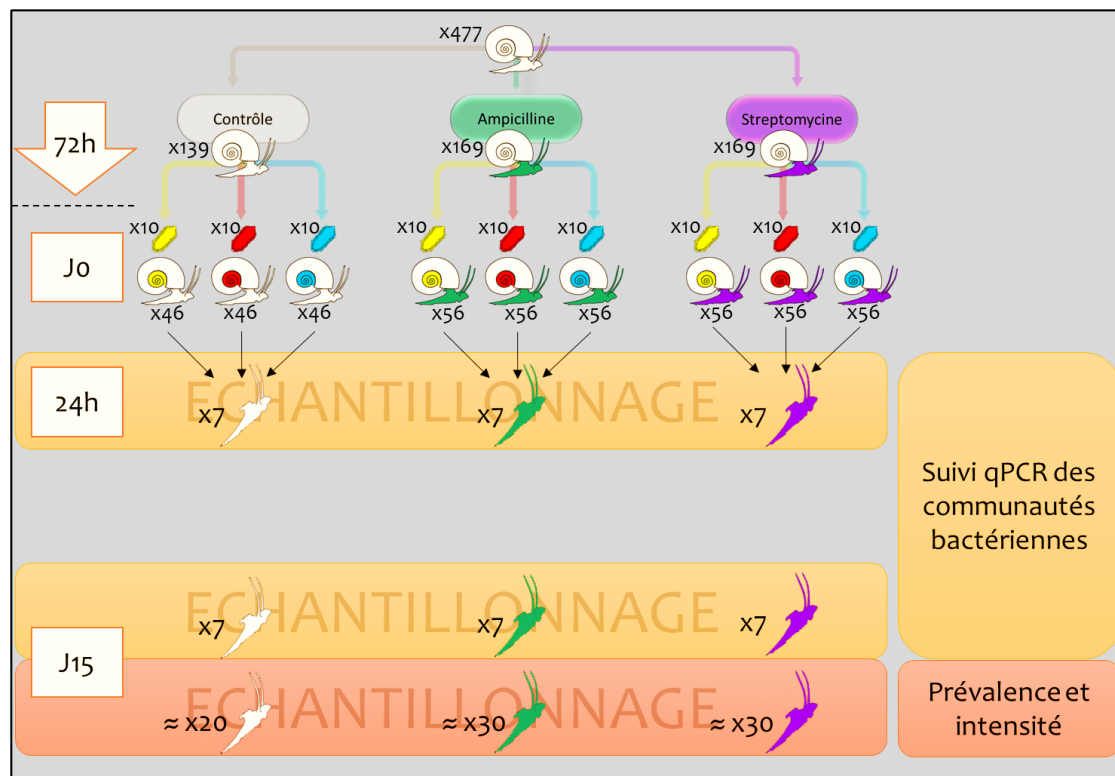 x477
Contrôle
Ampicilline
Streptomycine
72h
x139
x169
x169
x10
x10
x10
x10
x10
x10
x10
x10
x10
J0
x46
x46
x46
x56
x56
x56
x56
x56
x56
24h
ECHANTILLONNAGE
x7
x7
x7
Suivi qPCR des
communautés
bactériennes
ECHANTILLONNAGE
x7
x7
x7
J15
ECHANTILLONNAGE
≈ x20
≈ x30
≈ x30
Prévalence et
intensité